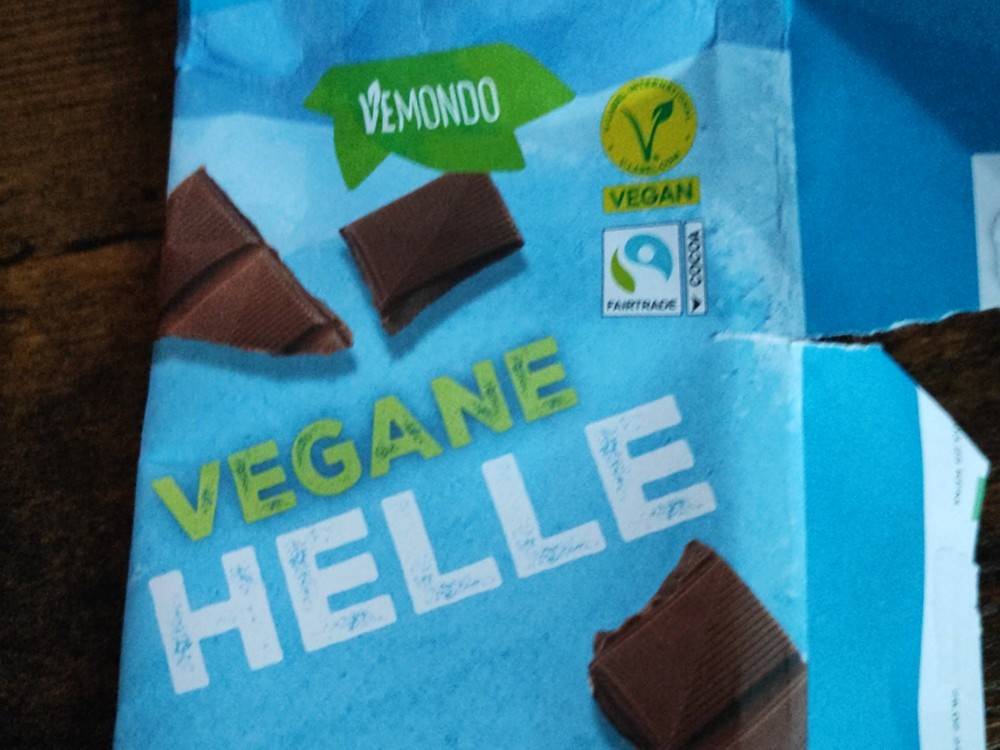 VEMONDO
VEGAN
FAIRTRADE
COCOA
VEGANE
HELLE